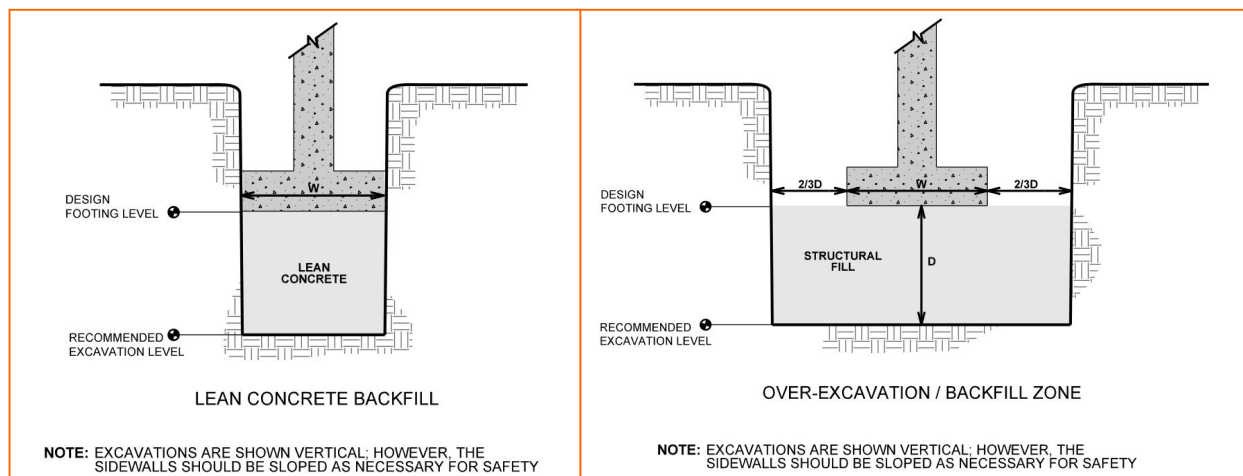 W
DESIGN
FOOTING LEVEL
LEAN
CONCRETE
RECOMMENDED
EXCAVATION LEVEL
LEAN CONCRETE BACKFILL
NOTE: EXCAVATIONS ARE SHOWN VERTICAL; HOWEVER, THE
SIDEWALLS SHOULD BE SLOPED AS NECESSARY FOR SAFETY
2/3D W 2/3D
DESIGN
FOOTING LEVEL
STRUCTURAL
FILL
D
RECOMMENDED
EXCAVATION LEVEL
OVER-EXCAVATION / BACKFILL ZONE
NOTE: EXCAVATIONS ARE SHOWN VERTICAL; HOWEVER, THE
SIDEWALLS SHOULD BE SLOPED AS NECESSARY FOR SAFETY